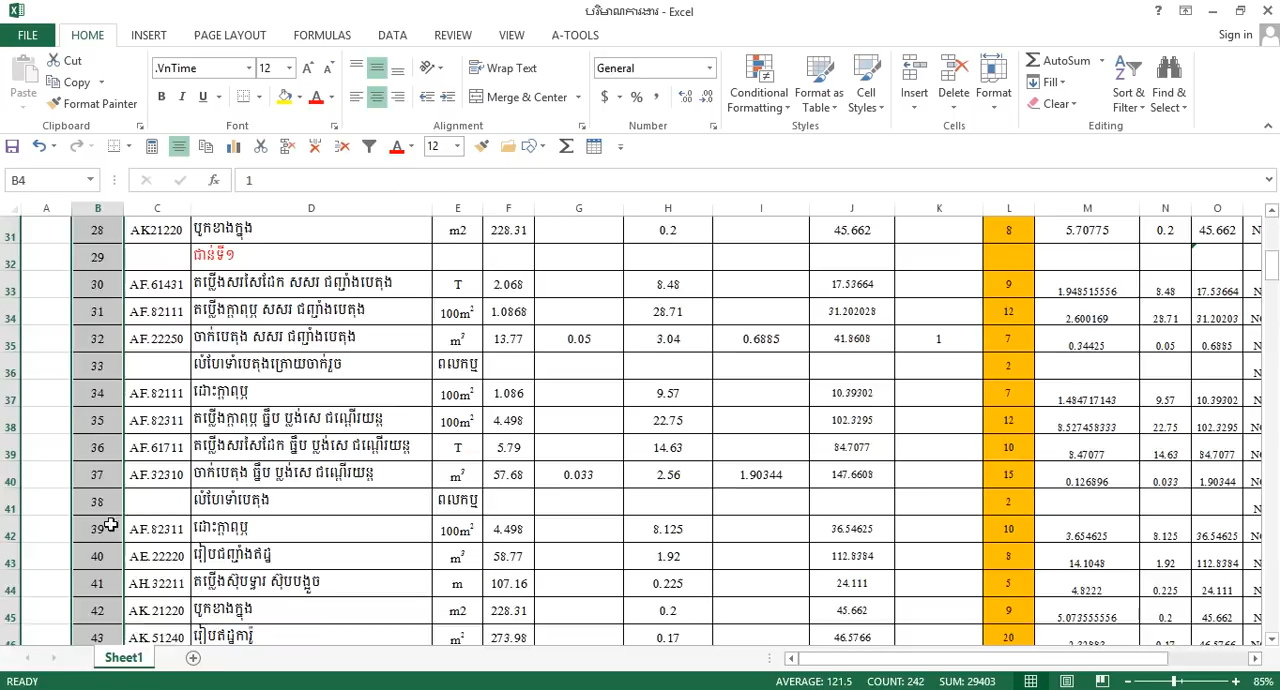 បរិមាណការងារ - Excel
Sign in
FILE HOME INSERT PAGE LAYOUT FORMULAS DATA REVIEW VIEW A-TOOLS
Cut
Copy
Format Painter
Paste
Clipboard
.VnTime 12
B I U
Font
Wrap Text
Merge & Center
Alignment
General
$ % ,
Number
Conditional Formatting
Format as Table
Cell Styles
Styles
Insert Delete Format
Cells
AutoSum
Fill
Clear
Sort & Filter
Find & Select
Editing
12
B4 fx 1
A B C D E F G H I J K L M N O
31 28 AK21220 បូកខាងក្នុង m2 228.31 0.2 45.662 8 5.70775 0.2 45.662 N
32 29 ជាន់ទី១
33 30 AF.61431 តម្លើងសរសៃដែក សសរ ជញ្ជាំងបេតុង T 2.068 8.48 17.53664 9 1.948515556 8.48 17.53664 N
34 31 AF.82111 តម្លើងក្តាពុម្ព សសរ ជញ្ជាំងបេតុង 100m² 1.0868 28.71 31.202028 12 2.600169 28.71 31.20203 N
35 32 AF.22250 ចាក់បេតុង សសរ ជញ្ជាំងបេតុង m³ 13.77 0.05 3.04 0.6885 41.8608 1 7 0.34425 0.05 0.6885 N
36 33 លំហែទាំបេតុងក្រោយចាក់រួច ពលកម្ម 2 N
37 34 AF.82111 ដោះក្តាពុម្ព 100m² 1.086 9.57 10.39302 7 1.484717143 9.57 10.39302 N
38 35 AF.82311 តម្លើងក្តាពុម្ព ធ្នឹម ប្លង់សេ ជណ្តើរយន្ត 100m² 4.498 22.75 102.3295 12 8.527458333 22.75 102.3295 N
39 36 AF.61711 តម្លើងសរសៃដែក ធ្នឹម ប្លង់សេ ជណ្តើរយន្ត T 5.79 14.63 84.7077 10 8.47077 14.63 84.7077 N
40 37 AF.32310 ចាក់បេតុង ធ្នឹម ប្លង់សេ ជណ្តើរយន្ត m³ 57.68 0.033 2.56 1.90344 147.6608 15 0.126896 0.033 1.90344 N
41 38 លំហែទាំបេតុង ពលកម្ម 2 N
42 39 AF.82311 ដោះក្តាពុម្ព 100m² 4.498 8.125 36.54625 10 3.654625 8.125 36.54625 N
43 40 AE.22220 រៀបជញ្ជាំងឥដ្ឋ m³ 58.77 1.92 112.8384 8 14.1048 1.92 112.8384 N
44 41 AH.32211 តម្លើងស៊ុបទ្វារ ស៊ុបបង្អួច m 107.16 0.225 24.111 5 4.8222 0.225 24.111 N
45 42 AK.21220 បូកខាងក្នុង m2 228.31 0.2 45.662 9 5.073555556 0.2 45.662 N
43 AK.51240 រៀបឥដ្ឋការ៉ូ m² 273.98 0.17 46.5766 20 0.17 46.5766
Sheet1
READY AVERAGE: 121.5 COUNT: 242 SUM: 29403 85%